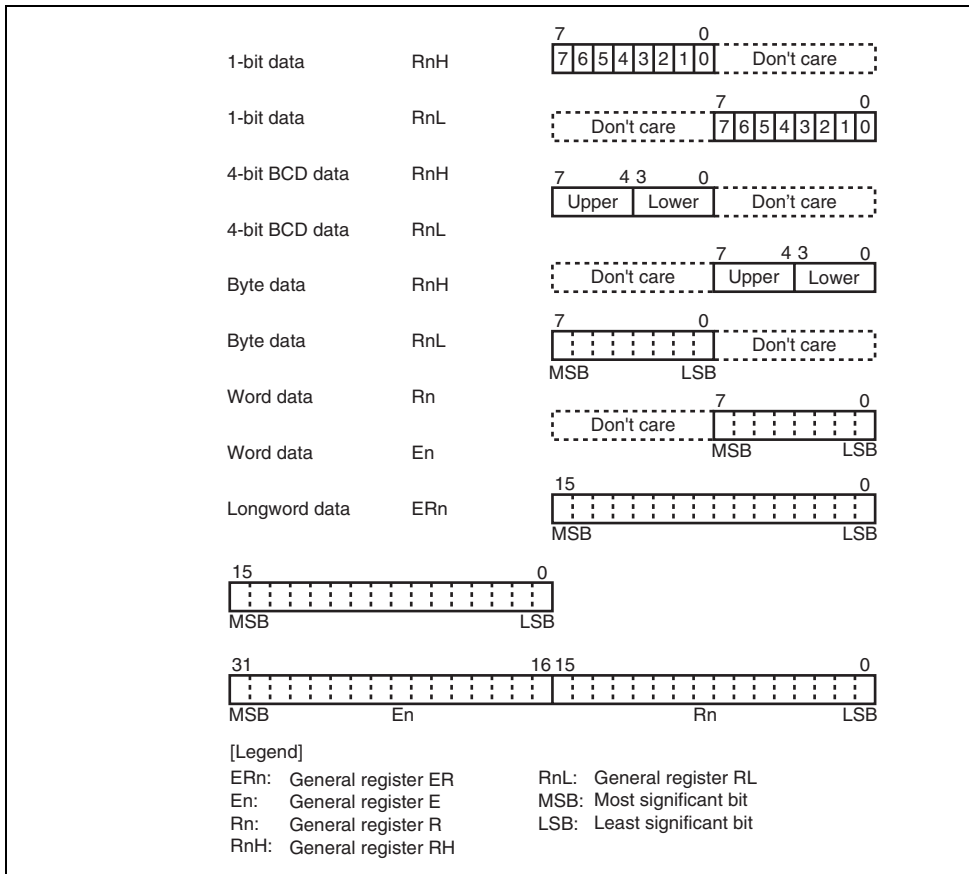 7 0
1-bit data RnH 7 6 5 4 3 2 1 0 Don't care
7 0
1-bit data RnL Don't care 7 6 5 4 3 2 1 0
4-bit BCD data RnH 7 4 3 0
Upper Lower Don't care
4-bit BCD data RnL
7 4 3 0
Byte data RnH Don't care Upper Lower
7 0
Byte data RnL Don't care
MSB LSB
Word data Rn 7 0
Don't care
MSB LSB
Word data En
15 0
Longword data ERn
MSB LSB
15 0
MSB LSB
31 16 15 0
MSB En Rn LSB
[Legend]
ERn: General register ER RnL: General register RL
En: General register E MSB: Most significant bit
Rn: General register R LSB: Least significant bit
RnH: General register RH